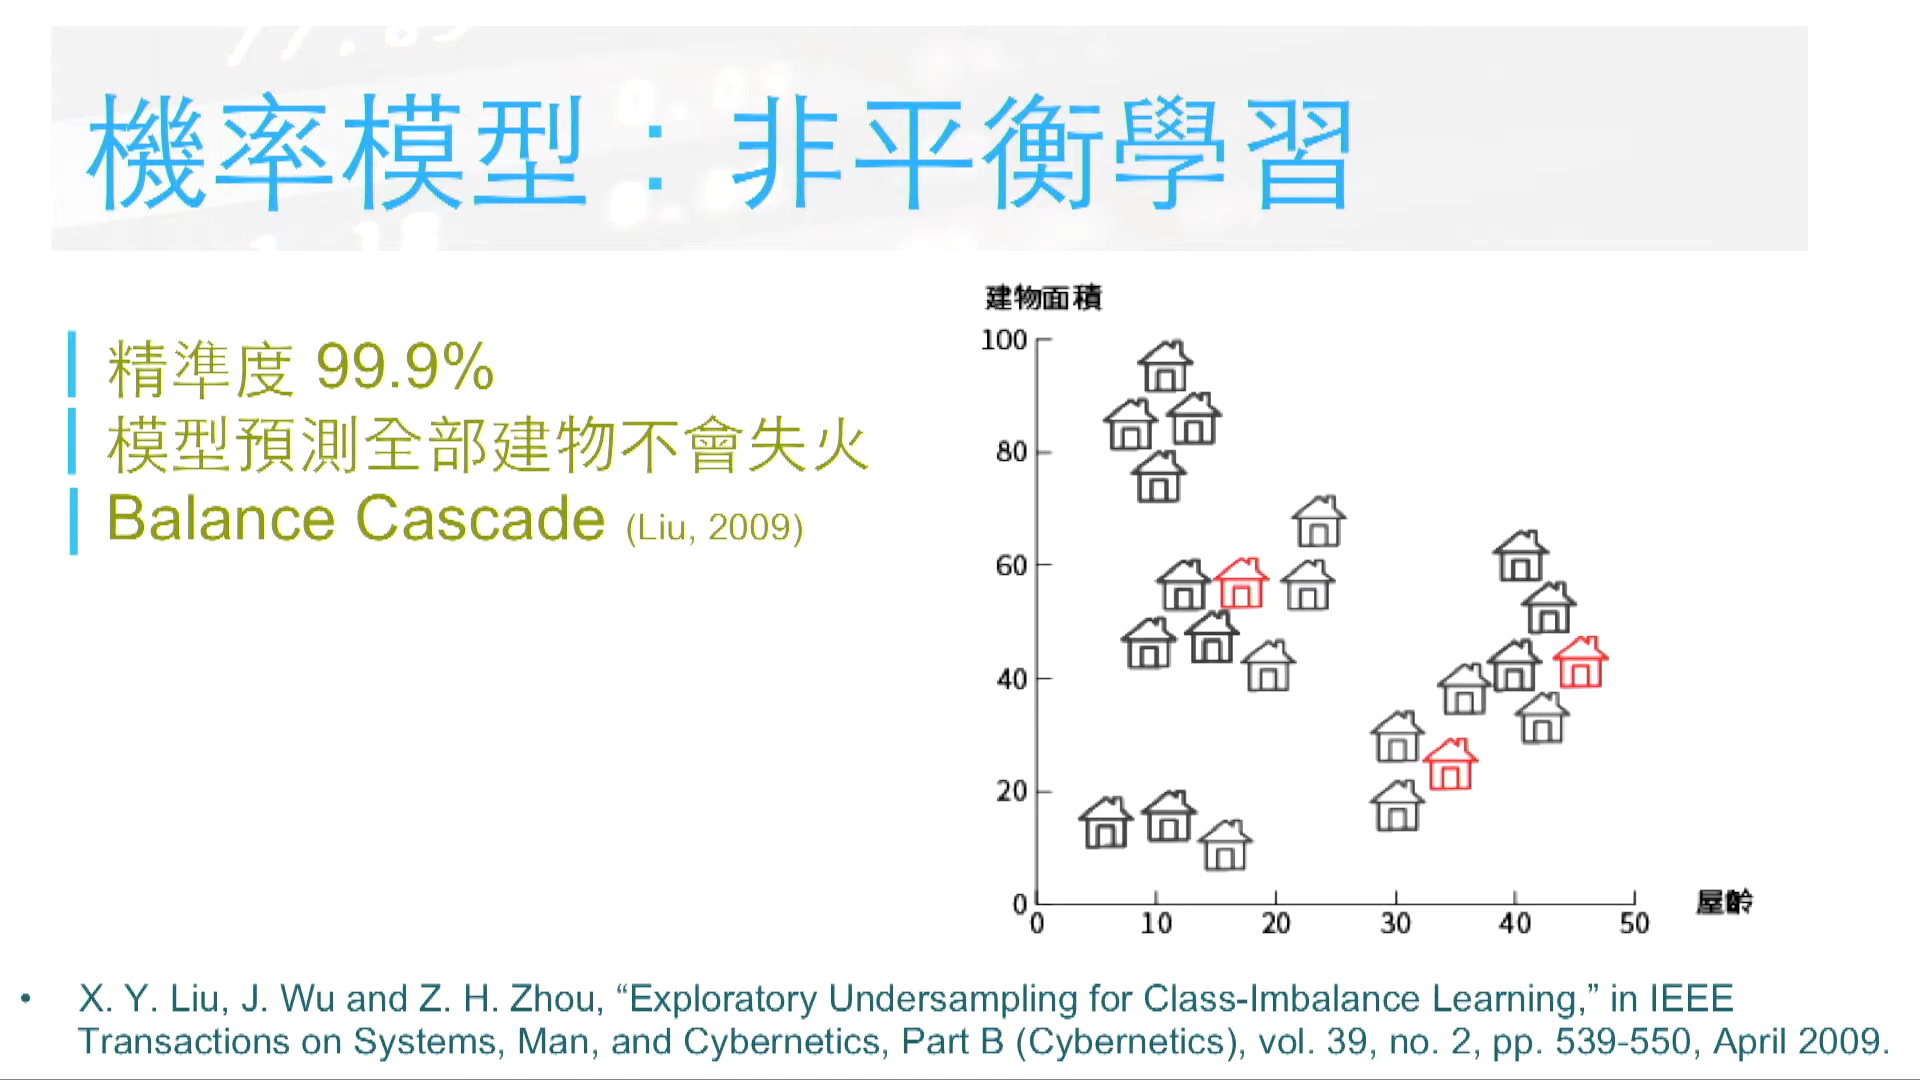 機率模型：非平衡學習
精準度 99.9%
模型預測全部建物不會失火
Balance Cascade (Liu, 2009)
建物面積
100
80
60
40
20
0
0 10 20 30 40 50
屋齡
• X. Y. Liu, J. Wu and Z. H. Zhou, “Exploratory Undersampling for Class-Imbalance Learning,” in IEEE
Transactions on Systems, Man, and Cybernetics, Part B (Cybernetics), vol. 39, no. 2, pp. 539-550, April 2009.